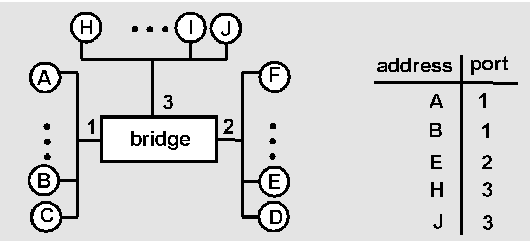 H ... I J
A F
3
1 bridge 2
B E
C D
address port
A 1
B 1
E 2
H 3
J 3